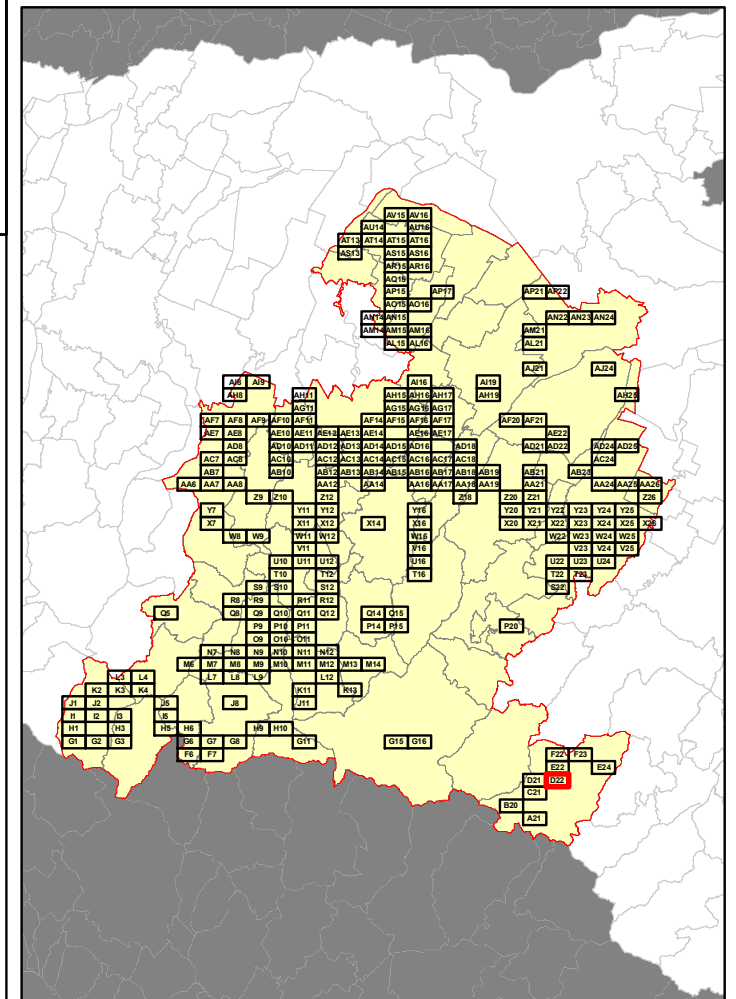 AV15 AV16
AU14 AU16
AT13 AT14 AT15 AT16
AS13 AS15 AS16
AR15 AR16
AQ15
AP15 AP17 AP21 AP22
AO15 AO16
AN14 AN15 AN22 AN23 AN24
AM14 AM15 AM16 AM21
AL15 AL16 AL21
AJ21 AJ24
AI8 AI9 AI16 AI19
AH8 AH11 AH15 AH16 AH17 AH19 AH25
AG11 AG15 AG16 AG17
AF7 AF8 AF9 AF10 AF11 AF14 AF15 AF16 AF17 AF20 AF21
AE7 AE8 AE10 AE11 AE12 AE13 AE14 AE16 AE17 AE22
AD8 AD10 AD11 AD12 AD13 AD14 AD15 AD16 AD18 AD21 AD22 AD24 AD25
AC7 AC8 AC10 AC12 AC13 AC14 AC15 AC16 AC17 AC18 AC24
AB7 AB10 AB12 AB13 AB14 AB15 AB16 AB17 AB18 AB19 AB21 AB23
AA6 AA7 AA8 AA12 AA14 AA16 AA17 AA18 AA19 AA21 AA24 AA25 AA26
Z9 Z10 Z12 Z18 Z20 Z21 Z26
Y7 Y11 Y12 Y16 Y20 Y21 Y22 Y23 Y24 Y25
X7 X11 X12 X14 X16 X20 X21 X22 X23 X24 X25 X26
W8 W9 W11 W12 W16 W22 W23 W24 W25
V11 V16 V23 V24 V25
U10 U11 U12 U16 U22 U23 U24
T10 T12 T16 T22 T23
S9 S10 S12 S22
R8 R9 R11 R12
Q5 Q8 Q9 Q10 Q11 Q12 Q14 Q15
P9 P10 P11 P14 P15 P20
O9 O10 O11
N7 N8 N9 N10 N11 N12
M6 M7 M8 M9 M10 M11 M12 M13 M14
L3 L4 L7 L8 L9 L12
K2 K3 K4 K11 K13
J1 J2 J5 J8 J11
I1 I2 I3 I5
H1 H3 H5 H6 H9 H10
G1 G2 G3 G6 G7 G8 G11 G15 G16
F6 F7 F22 F23
E22 E24
D21 D22
C21
B20
A21